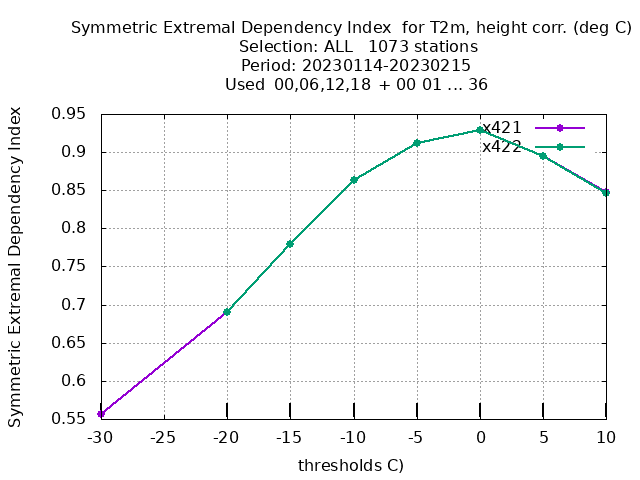 Symmetric Extremal Dependency Index  for T2m, height corr. (deg C)
Selection: ALL   1073 stations
Period: 20230114-20230215
Used  00,06,12,18  + 00 01 ... 36
Symmetric Extremal Dependency Index
0.95
0.9
0.85
0.8
0.75
0.7
0.65
0.6
0.55
x421
x422
-30 -25 -20 -15 -10 -5 0 5 10
thresholds C)